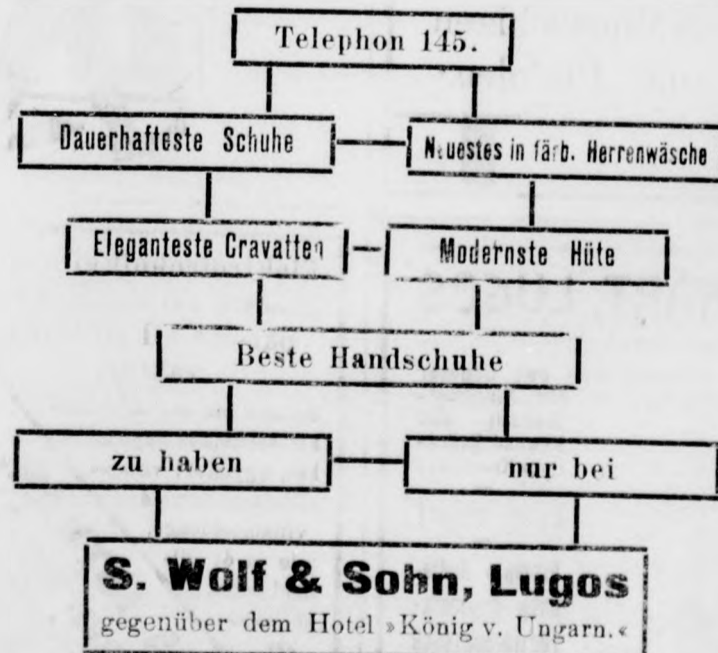 Telephon 145.
Dauerhafteste Schuhe
Neuestes in färb. Herrenwäsche
Eleganteste Cravatten
Modernste Hüte
Beste Handschuhe
zu haben
nur bei
S. Wolf & Sohn, Lugos
gegenüber dem Hotel »König v. Ungarn.«